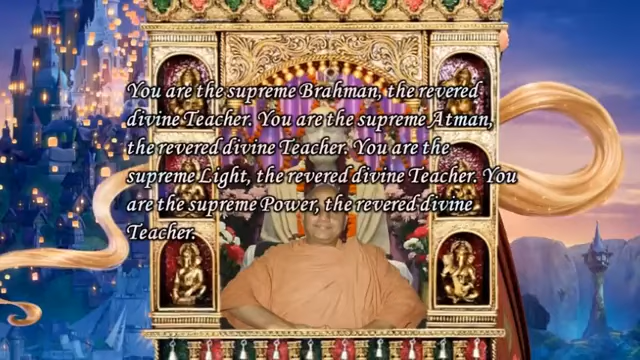 You are the supreme Brahman, the revered
divine Teacher. You are the supreme Atman,
the revered divine Teacher. You are the
supreme Light, the revered divine Teacher. You
are the supreme Power, the revered divine
Teacher.